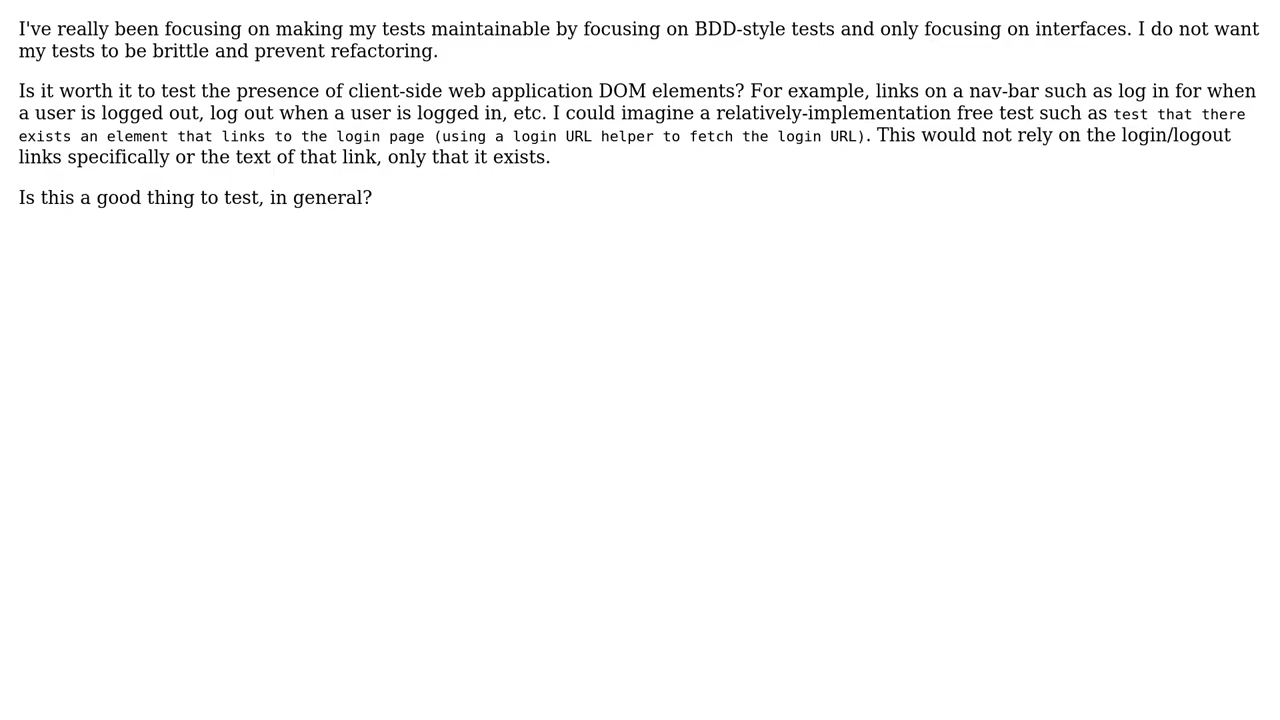 I've really been focusing on making my tests maintainable by focusing on BDD-style tests and only focusing on interfaces. I do not want
my tests to be brittle and prevent refactoring.
Is it worth it to test the presence of client-side web application DOM elements? For example, links on a nav-bar such as log in for when
a user is logged out, log out when a user is logged in, etc. I could imagine a relatively-implementation free test such as test that there
exists an element that links to the login page (using a login URL helper to fetch the login URL). This would not rely on the login/logout
links specifically or the text of that link, only that it exists.
Is this a good thing to test, in general?